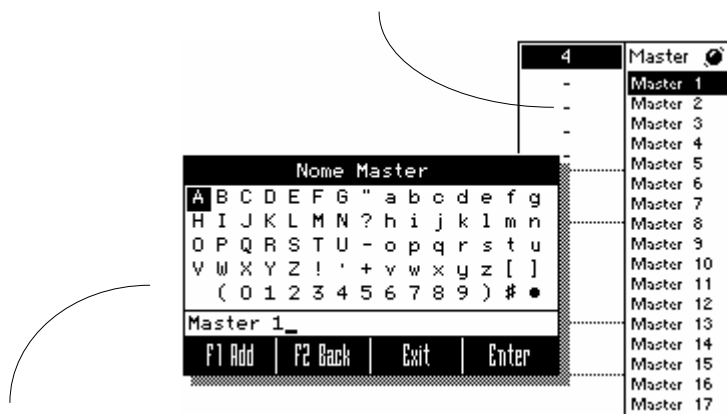 4 Master
-
-
-
-
Master 1
Master 2
Master 3
Master 4
Master 5
Master 6
Master 7
Master 8
Master 9
Master 10
Master 11
Master 12
Master 13
Master 14
Master 15
Master 16
Master 17
Nome Master
A B C D E F G " a b c d e f g
H I J K L M N ? h i j k l m n
O P Q R S T U - o p q r s t u
V W X Y Z ! ' + v w x y z [ ]
( 0 1 2 3 4 5 6 7 8 9 ) # ●
Master 1_
F1 Add F2 Back Exit Enter